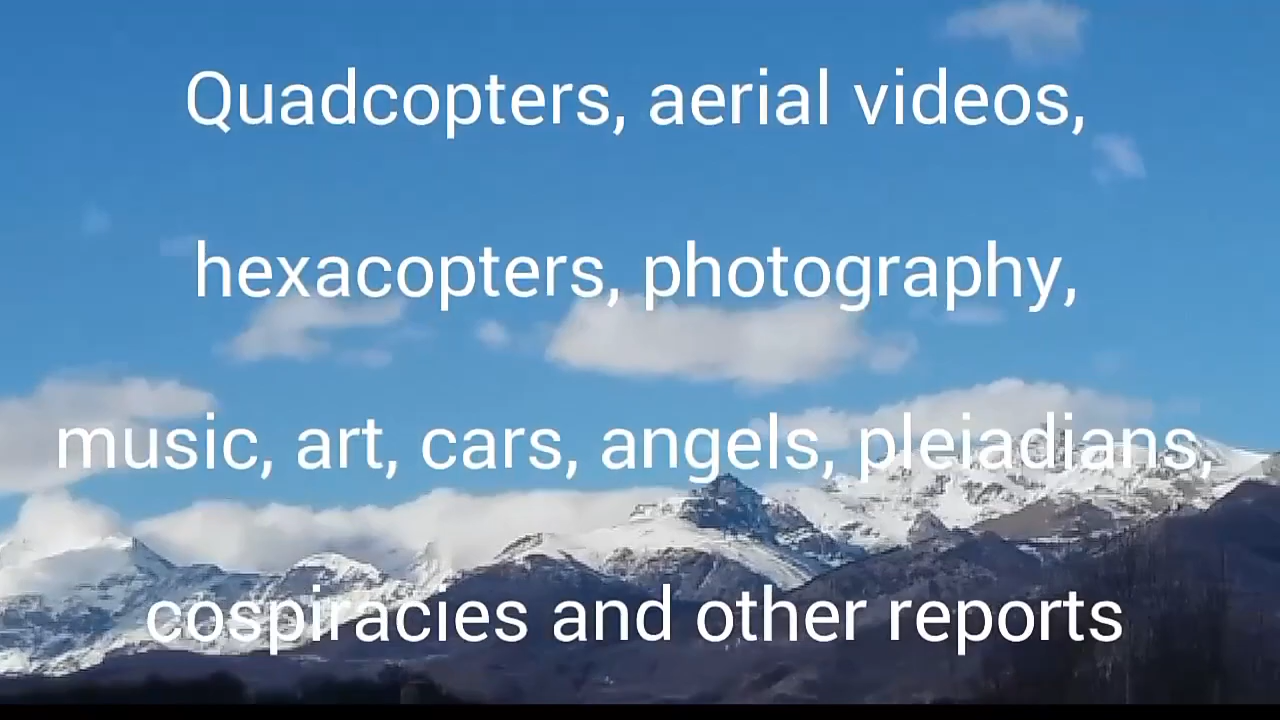 Quadcopters, aerial videos,
hexacopters, photography,
music, art, cars, angels, pleiadians,
cospiracies and other reports